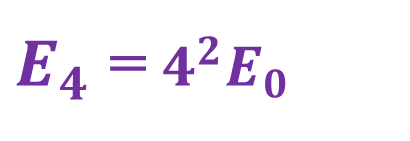 E₄ = 4²E₀